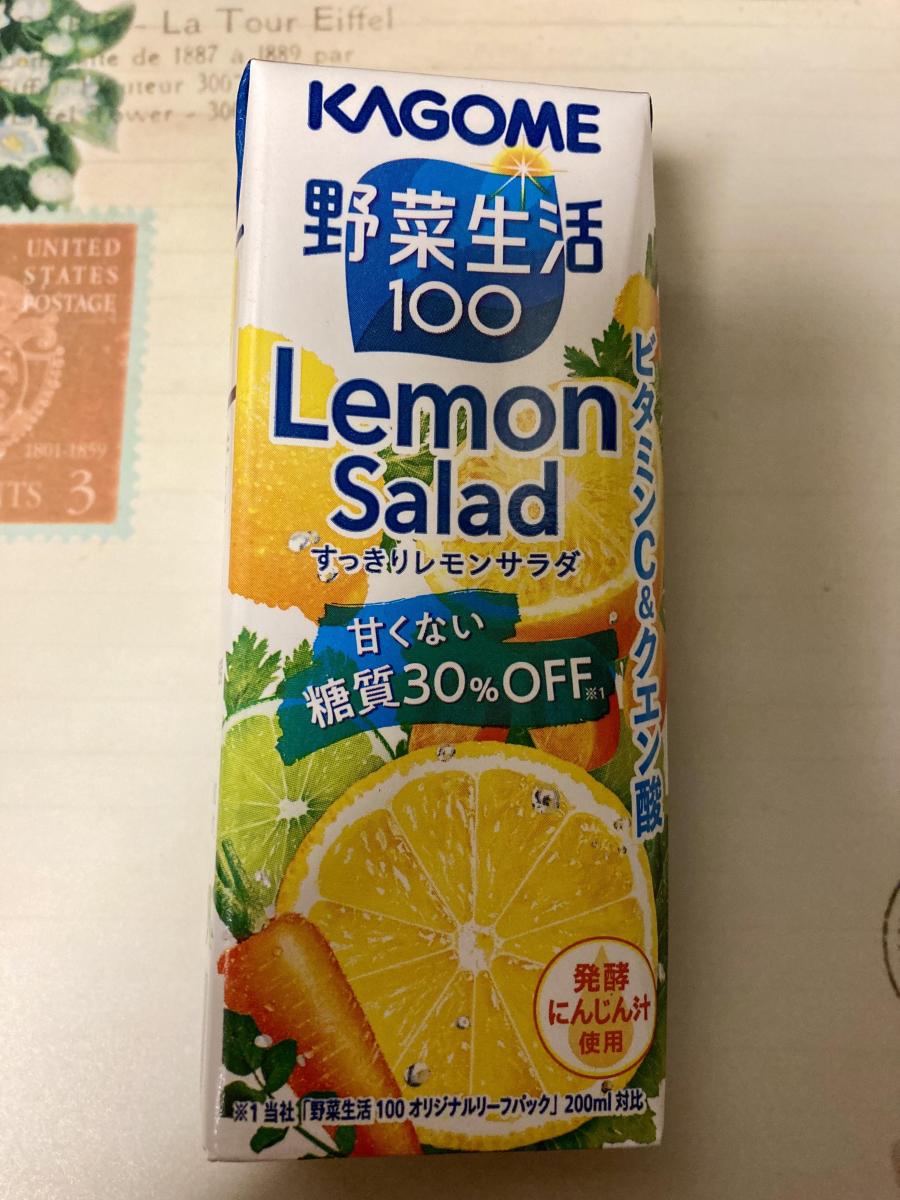 La Tour Eiffel
de 1887 à 1889 par
UNITED
STATES
POSTAGE
1801-1859
3
KAGOME
野菜生活
100
Lemon
Salad
すっきりレモンサラダ
甘くない
糖質30%OFF※1
ビタミンC&クエン酸
発酵
にんじん汁
使用
※1 当社「野菜生活100 オリジナルリーフパック」200ml 対比